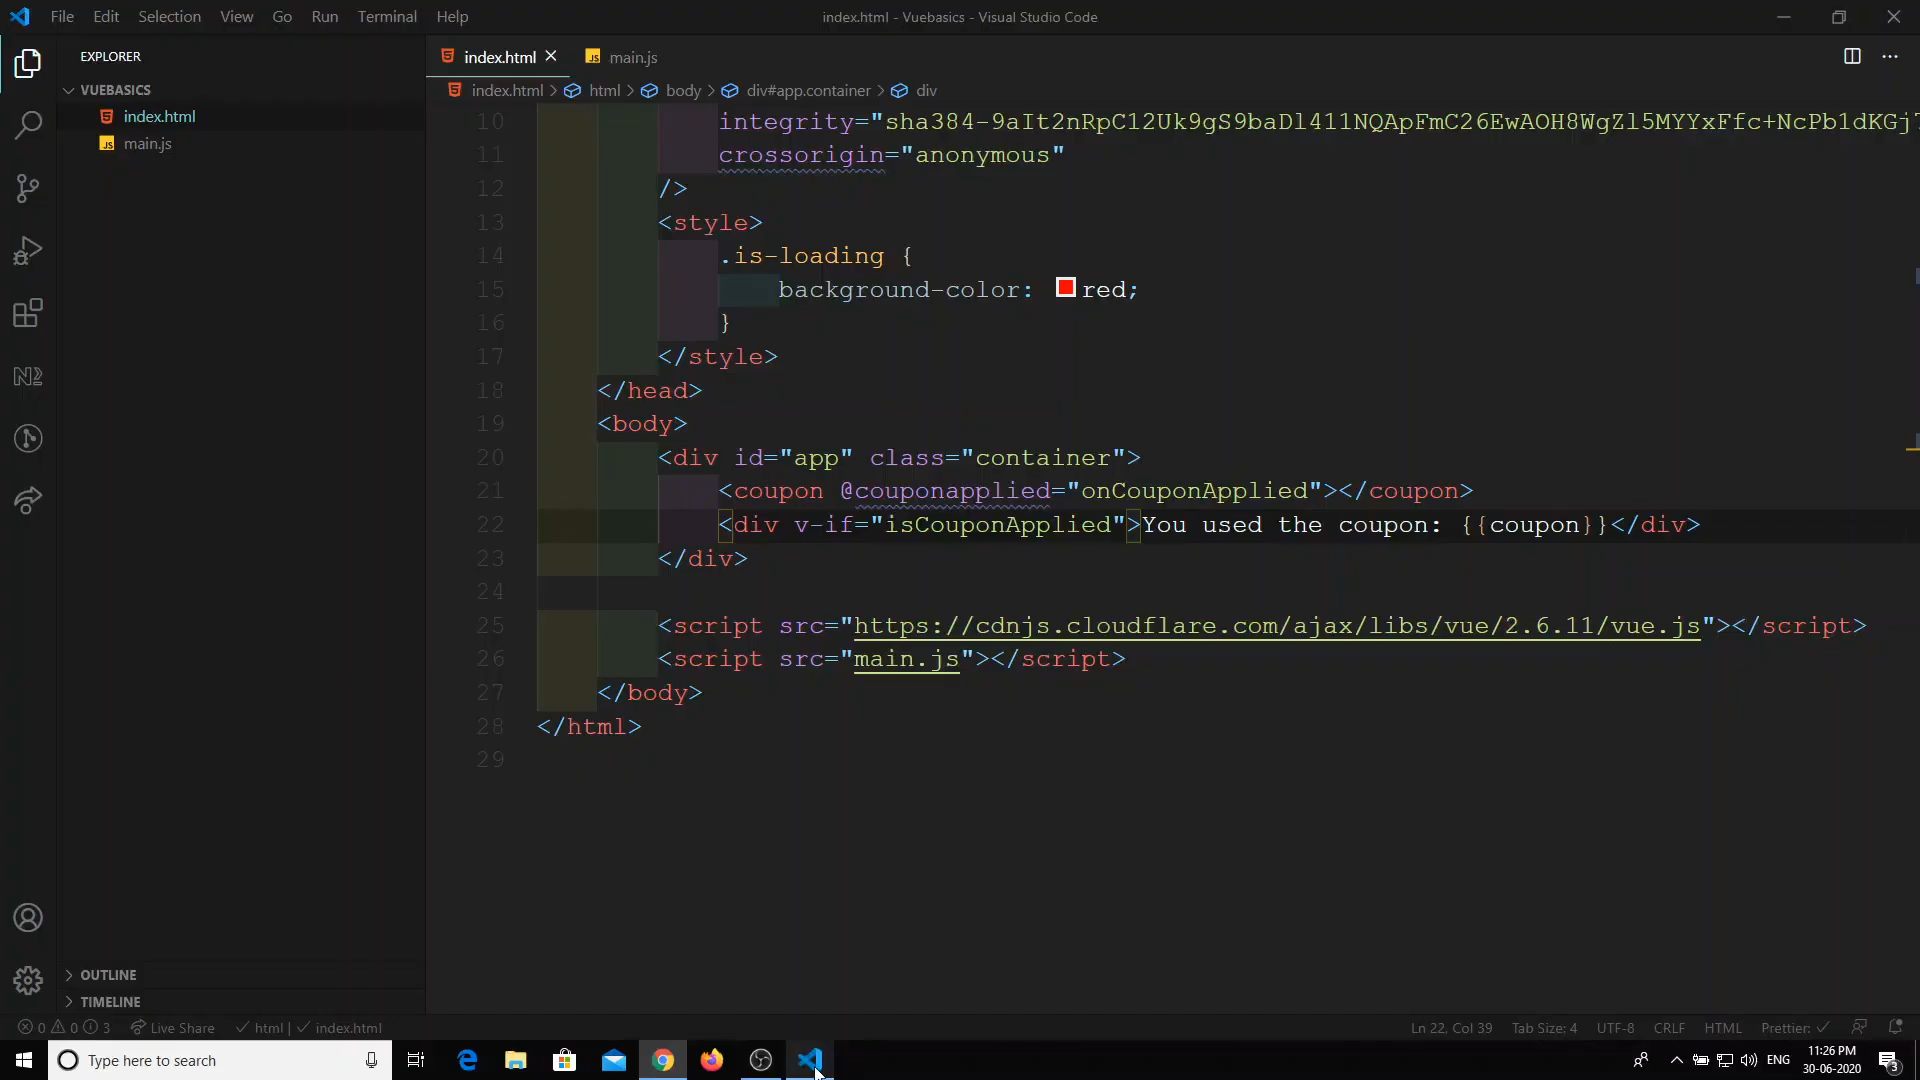 File Edit Selection View Go Run Terminal Help
index.html - Vuebasics - Visual Studio Code
EXPLORER
VUEBASICS
index.html
JS main.js
index.html
JS main.js
index.html > html > body > div#app.container > div
10 integrity="sha384-9aIt2nRpC12Uk9gS9baDl411NQApFmC26EwAOH8WgZl5MYYxFfc+NcPb1dKGj7
11 crossorigin="anonymous"
12 />
13 <style>
14 .is-loading {
15 background-color: red;
16 }
17 </style>
18 </head>
19 <body>
20 <div id="app" class="container">
21 <coupon @couponapplied="onCouponApplied"></coupon>
22 <div v-if="isCouponApplied">You used the coupon: {{coupon}}</div>
23 </div>
24
25 <script src="https://cdnjs.cloudflare.com/ajax/libs/vue/2.6.11/vue.js"></script>
26 <script src="main.js"></script>
27 </body>
28 </html>
29
OUTLINE
TIMELINE
0 0 3 Live Share html | index.html
Ln 22, Col 39 Tab Size: 4 UTF-8 CRLF HTML Prettier: ✓
Type here to search
ENG
11:26 PM
30-06-2020
3